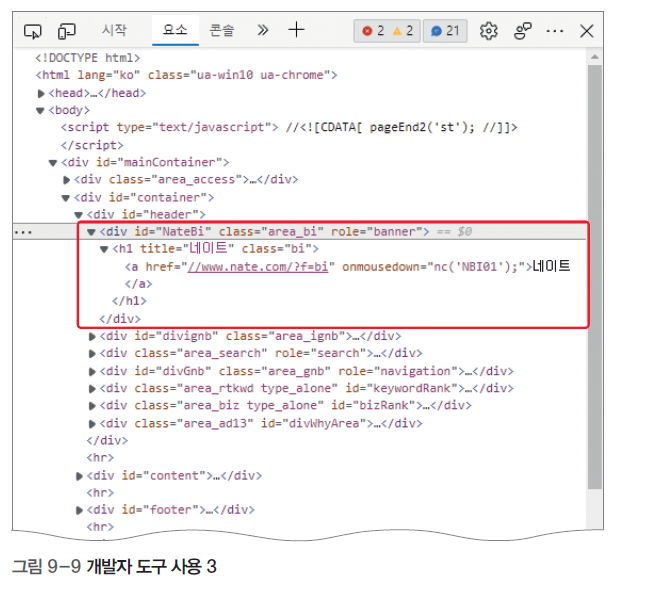 시작 요소 콘솔 2 2 21
<!DOCTYPE html>
<html lang="ko" class="ua-win10 ua-chrome">
<head>…</head>
<body>
<script type="text/javascript"> //<![CDATA[ pageEnd2('st'); //]]>
</script>
<div id="mainContainer">
<div class="area_access">…</div>
<div id="container">
<div id="header">
<div id="NateBi" class="area_bi" role="banner"> == $0
<h1 title="네이트" class="bi">
<a href="//www.nate.com/?f=bi" onmousedown="nc('NBI01');">네이트
</a>
</h1>
</div>
<div id="divignb" class="area_ignb">…</div>
<div class="area_search" role="search">…</div>
<div id="divGnb" class="area_gnb" role="navigation">…</div>
<div class="area_rtkwd type_alone" id="keywordRank">…</div>
<div class="area_biz type_alone" id="bizRank">…</div>
<div class="area_ad13" id="divWhyArea">…</div>
</div>
<hr>
<div id="content">…</div>
<hr>
<div id="footer">…</div>
<hr>
그림 9-9 개발자 도구 사용 3